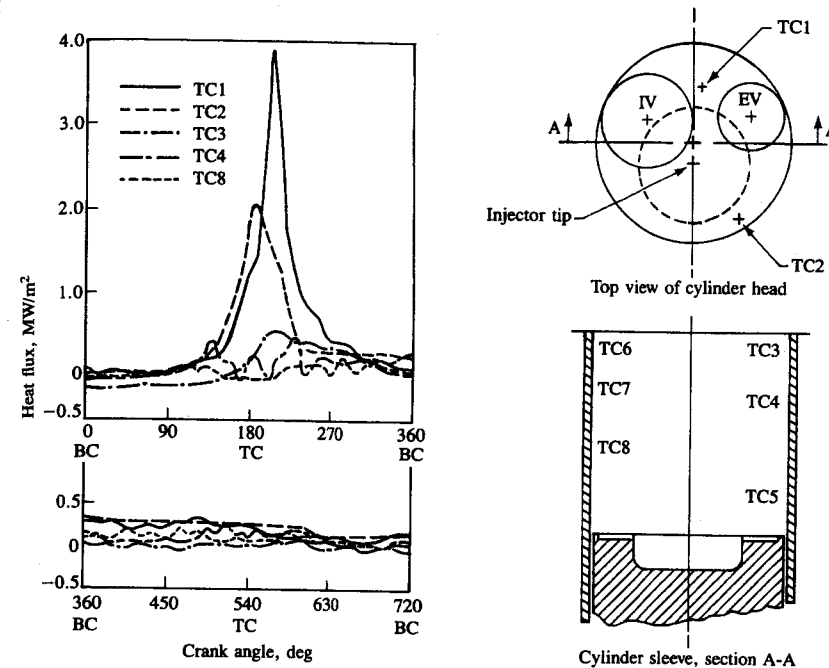 4.0
3.0
2.0
1.0
0
−0.5
Heat flux, MW/m²
TC1
TC2
TC3
TC4
TC8
0 90 180 270 360
BC TC BC
0.5
0
−0.5
360 450 540 630 720
BC TC BC
Crank angle, deg
TC1
IV EV
A A
Injector tip
TC2
Top view of cylinder head
TC6 TC3
TC7 TC4
TC8
TC5
Cylinder sleeve, section A-A